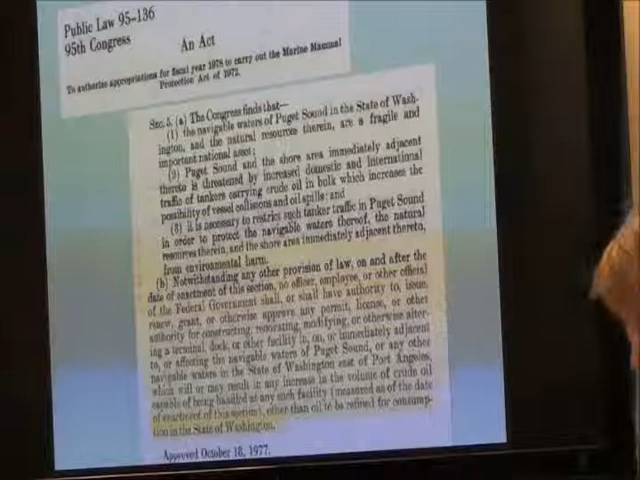 Public Law 95–136
95th Congress
An Act
To authorize appropriations for fiscal year 1978 to carry out the Marine Mammal
Protection Act of 1972.
Sec. 5. (a) The Congress finds that—
(1) the navigable waters of Puget Sound in the State of Wash-
ington, and the natural resources therein, are a fragile and
important national asset;
(2) Puget Sound and the shore area immediately adjacent
thereto is threatened by increased domestic and international
traffic of tankers carrying crude oil in bulk which increases the
possibility of vessel collisions and oil spills; and
(3) it is necessary to restrict such tanker traffic in Puget Sound
in order to protect the navigable waters thereof, the natural
resources therein, and the shore area immediately adjacent thereto,
from environmental harm.
(b) Notwithstanding any other provision of law, on and after the
date of enactment of this section, no officer, employee, or other official
of the Federal Government shall, or shall have authority to, issue,
renew, grant, or otherwise approve any permit, license, or other
authority for constructing, renovating, modifying, or otherwise alter-
ing a terminal, dock, or other facility in, on, or immediately adjacent
to, or affecting the navigable waters of Puget Sound, or any other
navigable waters in the State of Washington east of Port Angeles,
which will or may result in any increase in the volume of crude oil
capable of being handled at any such facility (measured as of the date
of enactment of this section), other than oil to be refined for consump-
tion in the State of Washington.
Approved October 18, 1977.